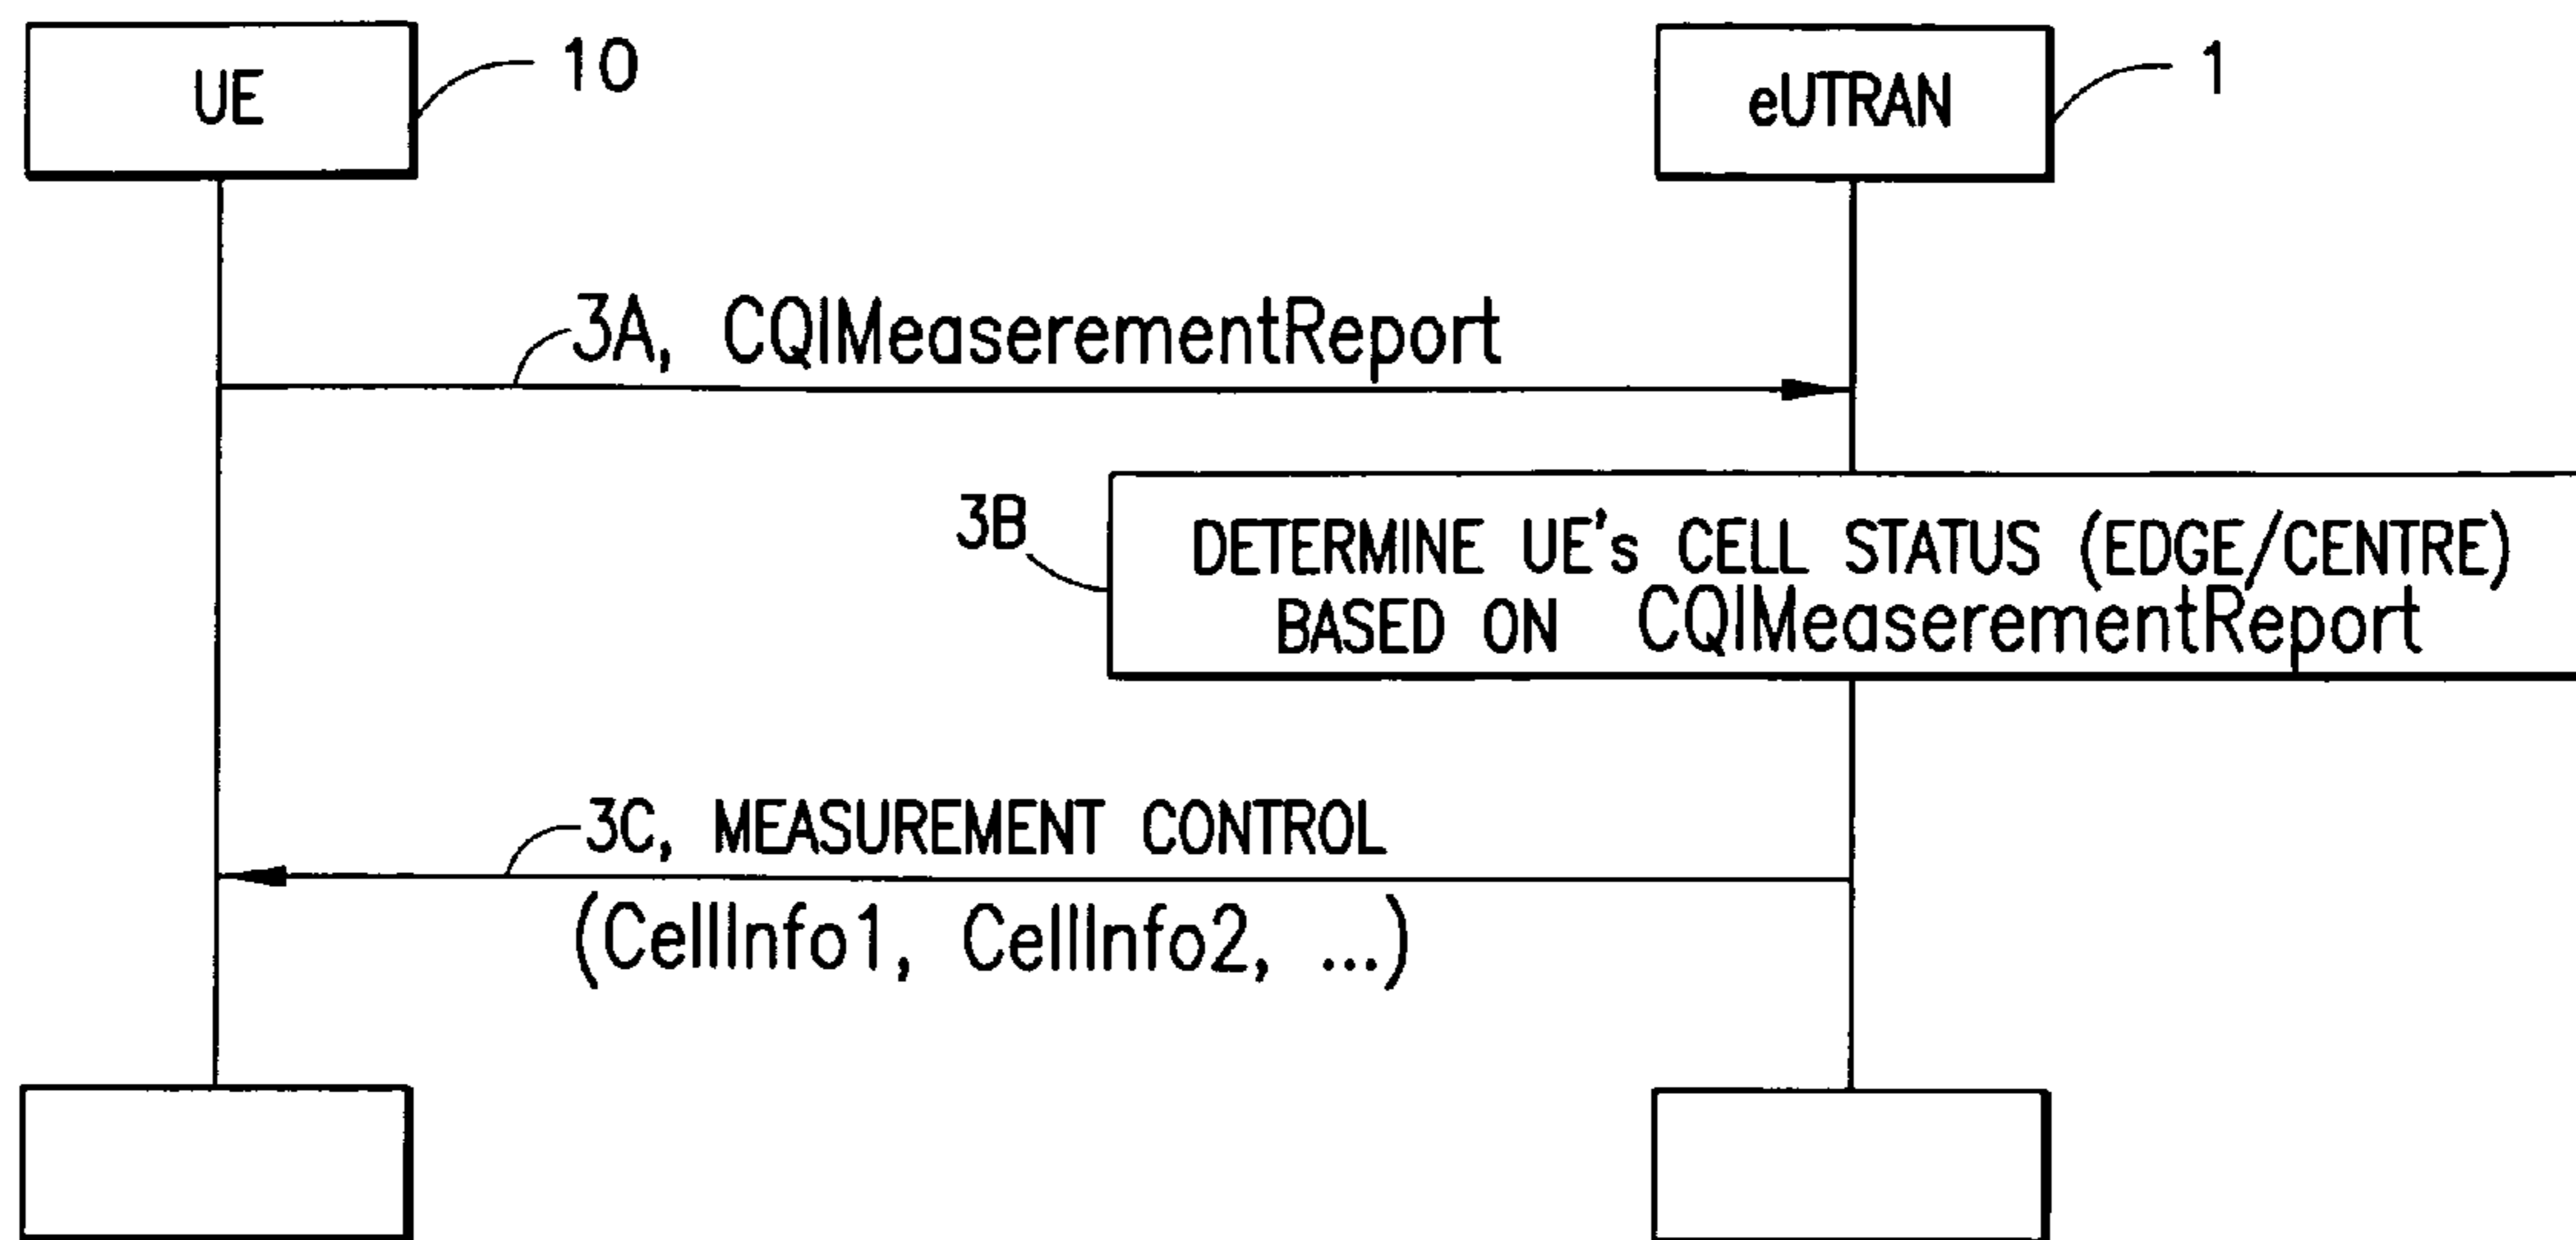 UE
10
eUTRAN
1
3A, CQIMeaserementReport
3B
DETERMINE UE's CELL STATUS (EDGE/CENTRE)
BASED ON CQIMeaserementReport
3C, MEASUREMENT CONTROL
(CellInfo1, CellInfo2, ...)